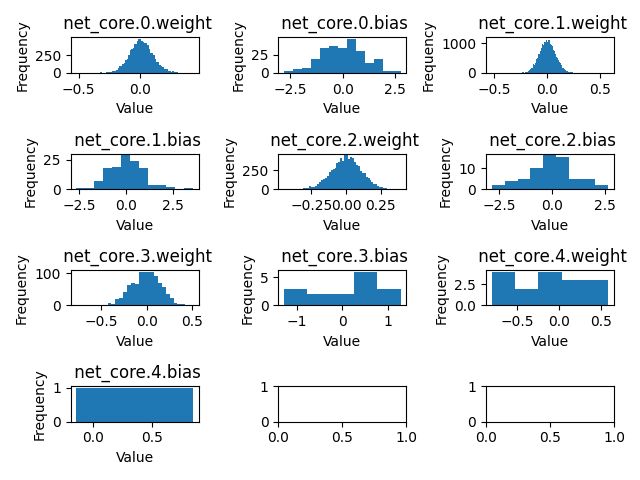 net_core.0.weight
Frequency
250
0
-0.5
0.0
Value
net_core.0.bias
Frequency
25
0
−2.5
0.0
2.5
Value
net_core.1.weight
Frequency
1000
0
−0.5
0.0
0.5
Value
net_core.1.bias
Frequency
25
0
−2.5
0.0
2.5
Value
net_core.2.weight
Frequency
250
0
−0.25
0.00
0.25
Value
net_core.2.bias
Frequency
10
0
−2.5
0.0
2.5
Value
net_core.3.weight
Frequency
100
0
−0.5
0.0
0.5
Value
net_core.3.bias
Frequency
5
0
−1
0
1
Value
net_core.4.weight
Frequency
2.5
0.0
−0.5
0.0
0.5
Value
net_core.4.bias
Frequency
1
0
0.0
0.5
Value
1
0
0.0
0.5
1.0
1
0
0.0
0.5
1.0